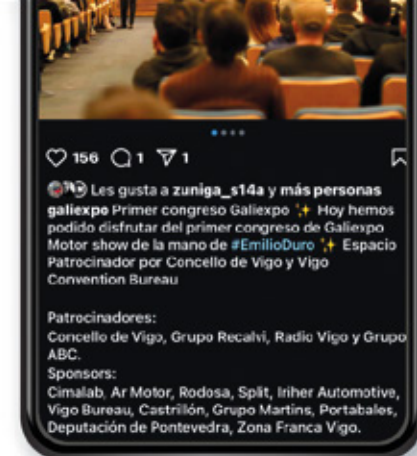 156 1 1
Les gusta a zuniga_s14a y más personas
galiexpo Primer congreso Galiexpo ✨ Hoy hemos
podido disfrutar del primer congreso de Galiexpo
Motor show de la mano de #EmilioDuro ✨ Espacio
Patrocinador por Concello de Vigo y Vigo
Convention Bureau
Patrocinadores:
Concello de Vigo, Grupo Recalvi, Radio Vigo y Grupo
ABC.
Sponsors:
Cimalab, Ar Motor, Rodosa, Split, Iriher Automotive,
Vigo Bureau, Castrillón, Grupo Martins, Portabales,
Deputación de Pontevedra, Zona Franca Vigo.